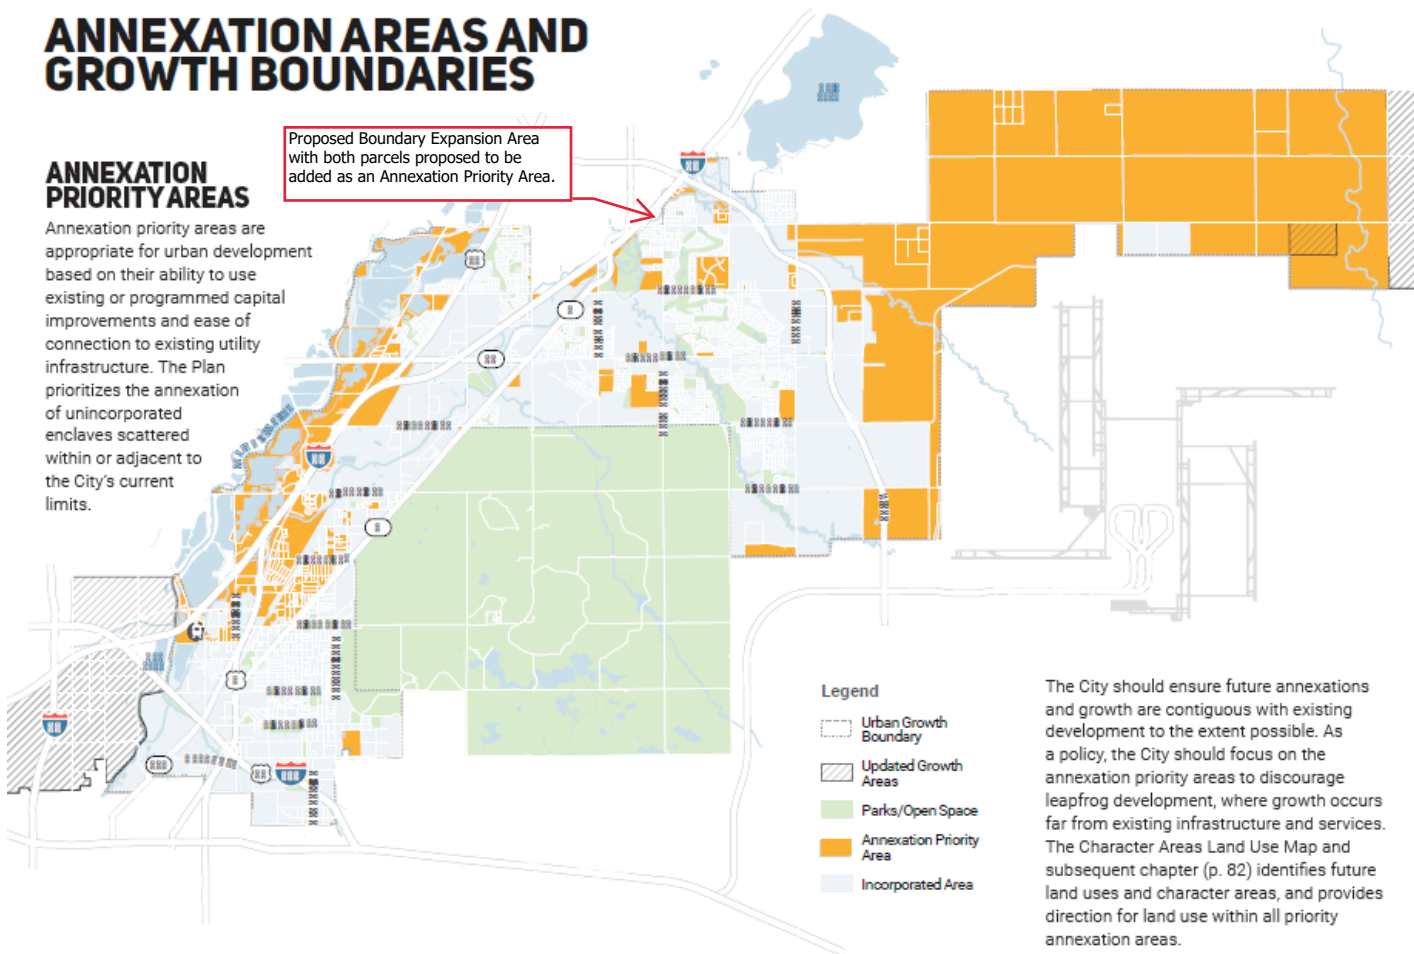 ANNEXATION AREAS AND
GROWTH BOUNDARIES
Proposed Boundary Expansion Area
with both parcels proposed to be
added as an Annexation Priority Area.
ANNEXATION
PRIORITY AREAS
Annexation priority areas are
appropriate for urban development
based on their ability to use
existing or programmed capital
improvements and ease of
connection to existing utility
infrastructure. The Plan
prioritizes the annexation
of unincorporated
enclaves scattered
within or adjacent to
the City's current
limits.
Legend
Urban Growth
Boundary
Updated Growth
Areas
Parks/Open Space
Annexation Priority
Area
Incorporated Area
The City should ensure future annexations
and growth are contiguous with existing
development to the extent possible. As
a policy, the City should focus on the
annexation priority areas to discourage
leapfrog development, where growth occurs
far from existing infrastructure and services.
The Character Areas Land Use Map and
subsequent chapter (p. 82) identifies future
land uses and character areas, and provides
direction for land use within all priority
annexation areas.